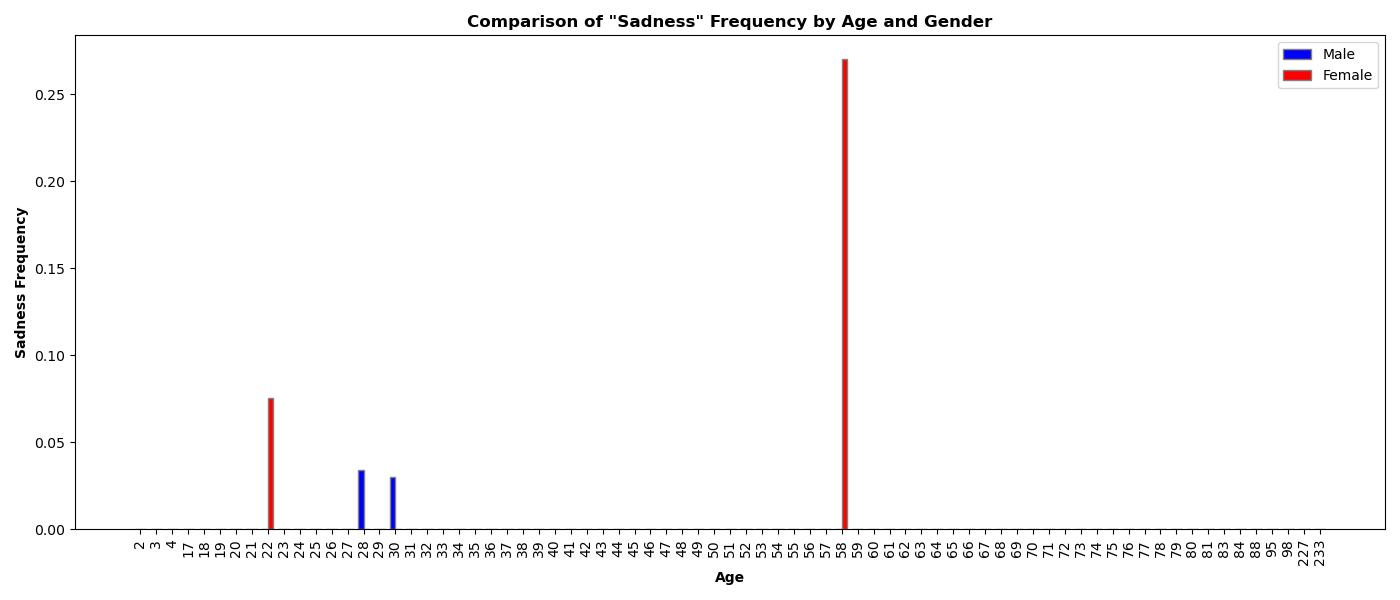 Comparison of "Sadness" Frequency by Age and Gender
Male
Female
Sadness Frequency
0.25
0.20
0.15
0.10
0.05
0.00
2 3 4 17 18 19 20 21 22 23 24 25 26 27 28 29 30 31 32 33 34 35 36 37 38 39 40 41 42 43 44 45 46 47 48 49 50 51 52 53 54 55 56 57 58 59 60 61 62 63 64 65 66 67 68 69 70 71 72 73 74 75 76 77 78 79 80 81 83 84 88 95 98 227 233
Age